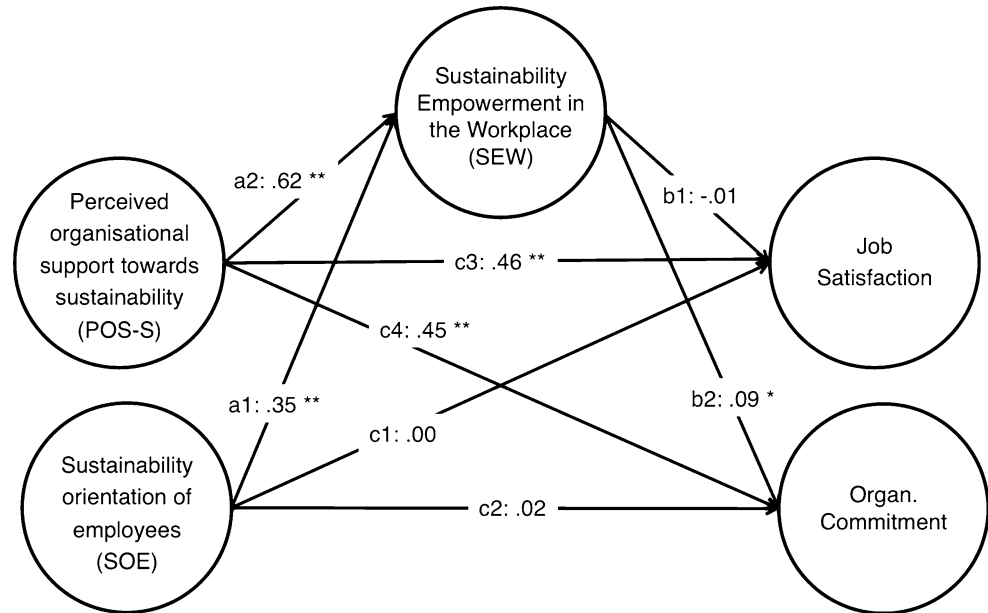 Sustainability
Empowerment in
the Workplace
(SEW)
a2: .62 **
b1: -.01
Perceived
organisational
support towards
sustainability
(POS-S)
c3: .46 **
Job
Satisfaction
c4: .45 **
a1: .35 **
b2: .09 *
c1: .00
Sustainability
orientation of
employees
(SOE)
c2: .02
Organ.
Commitment